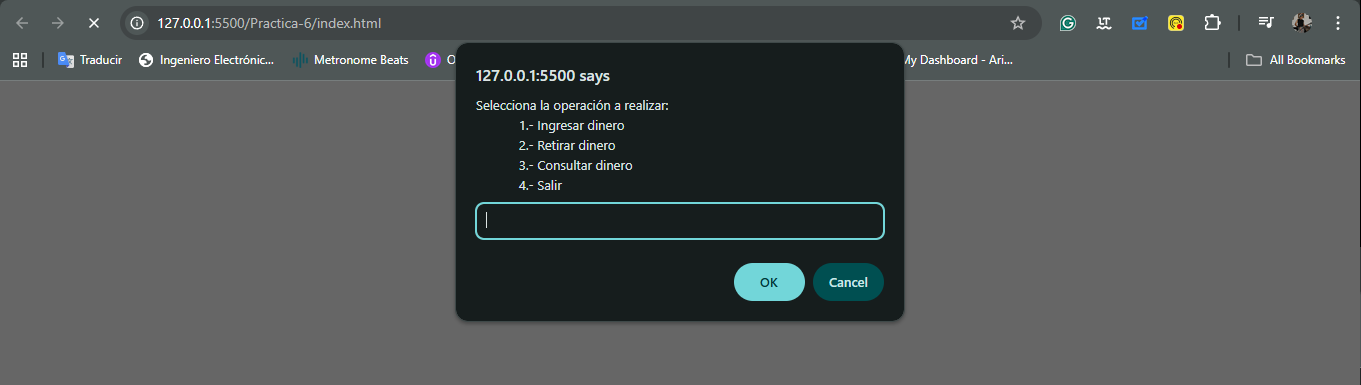 127.0.0.1:5500/Practica-6/index.html
Traducir
Ingeniero Electrónic...
Metronome Beats
My Dashboard - Ari...
All Bookmarks
127.0.0.1:5500 says
Selecciona la operación a realizar:
1.- Ingresar dinero
2.- Retirar dinero
3.- Consultar dinero
4.- Salir
OK
Cancel